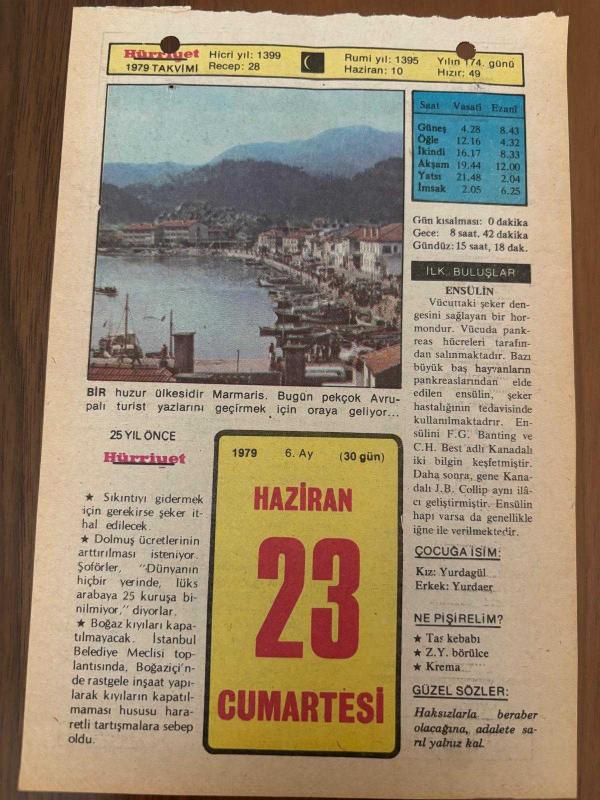 Hürriyet
1979 TAKVİMİ
Hicri yıl: 1399
Recep: 28
Rumi yıl: 1395
Haziran: 10
Yılın 174. günü
Hızır: 49
Saat Vasatî Ezanî
Güneş 4.28 8.43
Öğle 12.16 4.32
İkindi 16.17 8.33
Akşam 19.44 12.00
Yatsı 21.48 2.04
İmsak 2.05 6.25
Gün kısalması: 0 dakika
Gece: 8 saat, 42 dakika
Gündüz: 15 saat, 18 dak.
BİR huzur ülkesidir Marmaris. Bugün pekçok Avru-
palı turist yazlarını geçirmek için oraya geliyor...
İLK BULUŞLAR
ENSÜLİN
Vücuttaki şeker den-
gesini sağlayan bir hor-
mondur. Vücuda pank-
reas hücreleri tarafın-
dan salınmaktadır. Bazı
büyük baş hayvanların
pankreaslarından elde
edilen ensülin, şeker
hastalığının tedavisinde
kullanılmaktadır. En-
sülini F.G. Banting ve
C.H. Best adlı Kanadalı
iki bilgin keşfetmiştir.
Daha sonra, gene Kana-
dalı J.B. Collip aynı ilâ-
cı geliştirmiştir. Ensülin
hapı varsa da genellikle
iğne ile verilmektedir.
25 YIL ÖNCE
Hürriyet
★ Sıkıntıyı gidermek
için gerekirse şeker it-
hal edilecek.
★ Dolmuş ücretlerinin
arttırılması isteniyor.
Şoförler, "Dünyanın
hiçbir yerinde, lüks
arabaya 25 kuruşa bi-
nilmiyor," diyorlar.
★ Boğaz kıyıları kapa-
tılmayacak. İstanbul
Belediye Meclisi top-
lantısında, Boğaziçi'n-
de rastgele inşaat yapı-
larak kıyıların kapatıl-
maması hususu hara-
retli tartışmalara sebep
oldu.
1979 6. Ay (30 gün)
HAZİRAN
23
CUMARTESİ
ÇOCUĞA İSİM:
Kız: Yurdagül
Erkek: Yurdaer
NE PİŞİRELİM?
★ Tas kebabı
★ Z.Y. börülce
★ Krema
GÜZEL SÖZLER:
Haksızlarla beraber
olacağına, adalete sa-
rıl yalnız kal.